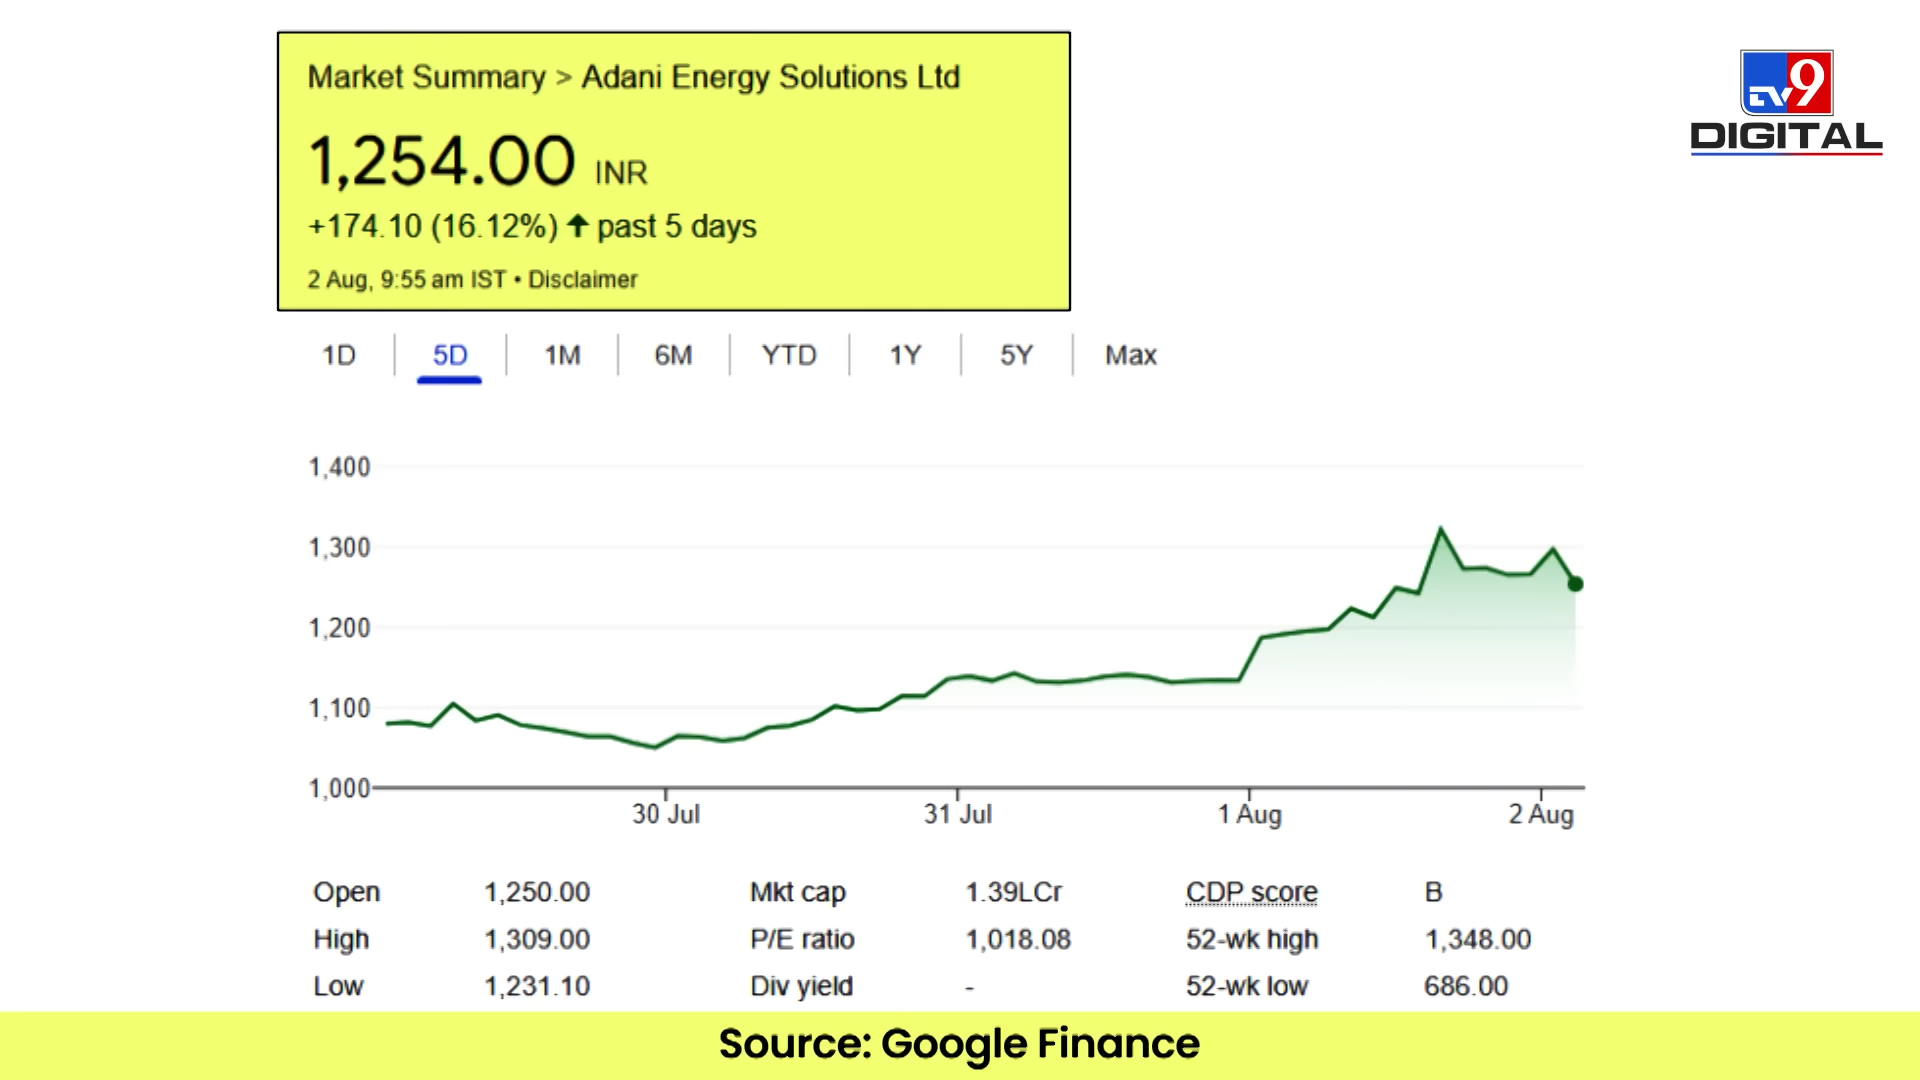 Market Summary > Adani Energy Solutions Ltd
TV9
DIGITAL
1,254.00 INR
+174.10 (16.12%) ↑ past 5 days
2 Aug, 9:55 am IST • Disclaimer
1D 5D 1M 6M YTD 1Y 5Y Max
1,400
1,300
1,200
1,100
1,000
30 Jul 31 Jul 1 Aug 2 Aug
Open 1,250.00 Mkt cap 1.39LCr CDP score B
High 1,309.00 P/E ratio 1,018.08 52-wk high 1,348.00
Low 1,231.10 Div yield - 52-wk low 686.00
Source: Google Finance